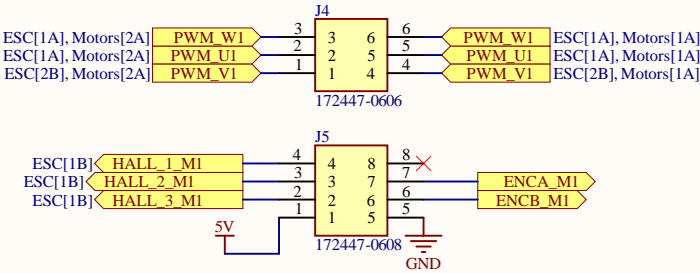 J4
ESC[1A], Motors[2A] PWM_W1 3 3 6 6 PWM_W1 ESC[1A], Motors[1A]
ESC[1A], Motors[2A] PWM_U1 2 2 5 5 PWM_U1 ESC[1A], Motors[1A]
ESC[2B], Motors[2A] PWM_V1 1 1 4 4 PWM_V1 ESC[2B], Motors[1A]
172447-0606
J5
ESC[1B] HALL_1_M1 4 4 8 8
ESC[1B] HALL_2_M1 3 3 7 7 ENCA_M1
ESC[1B] HALL_3_M1 2 2 6 6 ENCB_M1
5V 1 1 5 5
172447-0608
GND